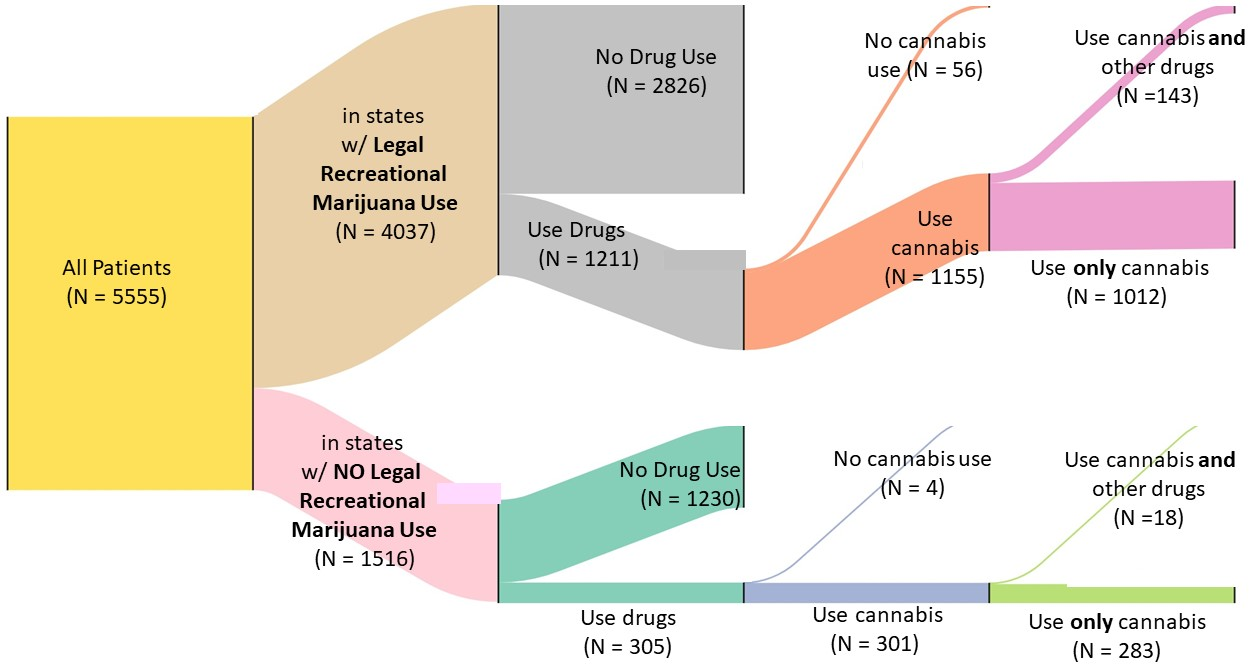 All Patients
(N = 5555)
in states
w/ Legal
Recreational
Marijuana Use
(N = 4037)
No Drug Use
(N = 2826)
Use Drugs
(N = 1211)
No cannabis
use (N = 56)
Use
cannabis
(N = 1155)
Use cannabis and
other drugs
(N =143)
Use only cannabis
(N = 1012)
in states
w/ NO Legal
Recreational
Marijuana Use
(N = 1516)
No Drug Use
(N = 1230)
Use drugs
(N = 305)
No cannabis use
(N = 4)
Use cannabis
(N = 301)
Use cannabis and
other drugs
(N =18)
Use only cannabis
(N = 283)